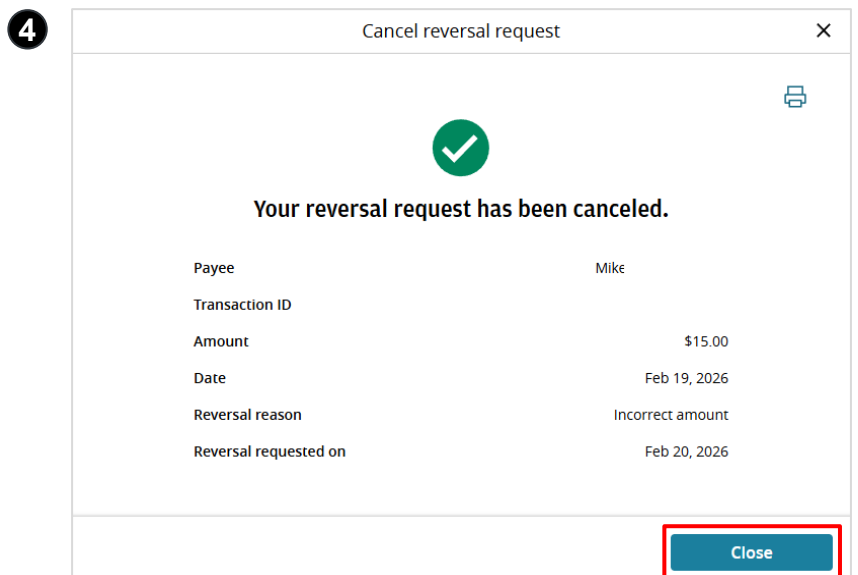 4
Cancel reversal request
Your reversal request has been canceled.
Payee Mike
Transaction ID
Amount $15.00
Date Feb 19, 2026
Reversal reason Incorrect amount
Reversal requested on Feb 20, 2026
Close